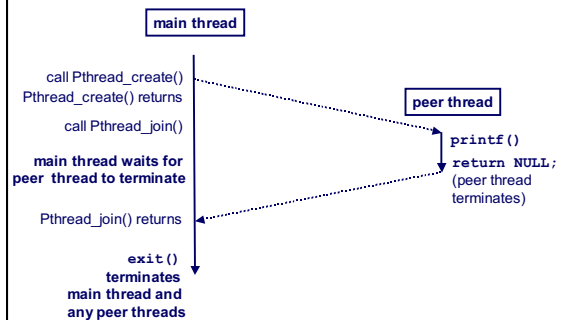 main thread
call Pthread_create()
Pthread_create() returns
peer thread
call Pthread_join()
printf()
main thread waits for
peer thread to terminate
return NULL;
(peer thread
terminates)
Pthread_join() returns
exit()
terminates
main thread and
any peer threads